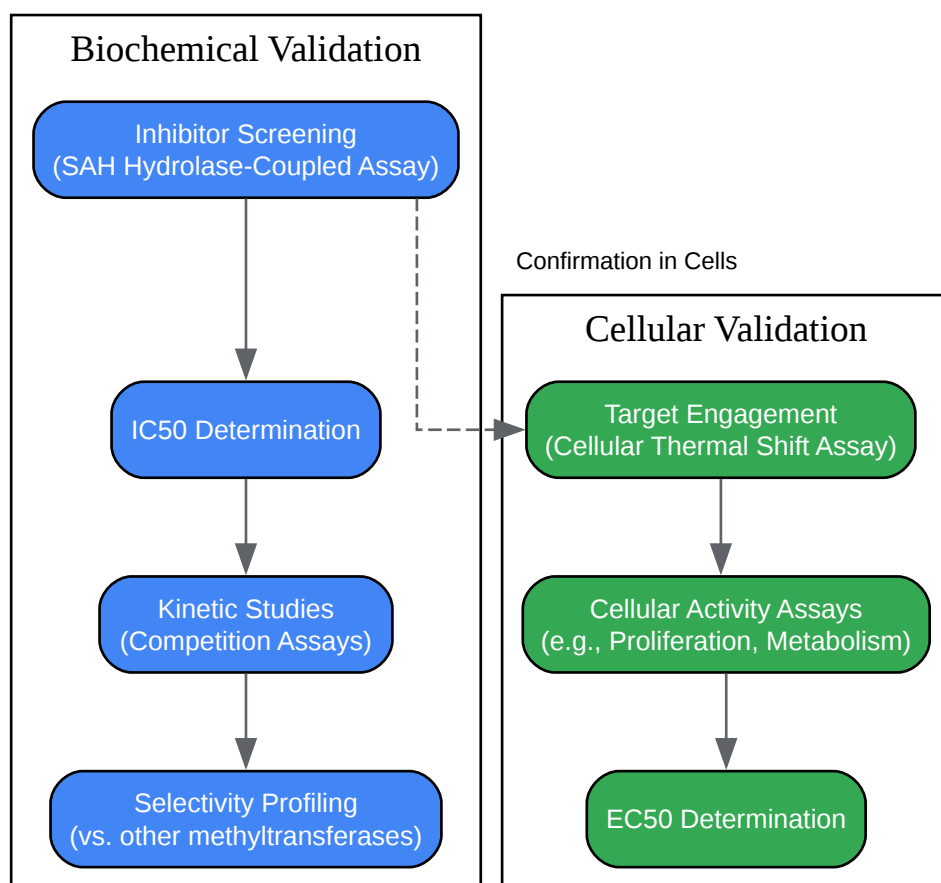 Biochemical Validation
Inhibitor Screening
(SAH Hydrolase-Coupled Assay)
IC50 Determination
Kinetic Studies
(Competition Assays)
Selectivity Profiling
(vs. other methyltransferases)
Confirmation in Cells
Cellular Validation
Target Engagement
(Cellular Thermal Shift Assay)
Cellular Activity Assays
(e.g., Proliferation, Metabolism)
EC50 Determination